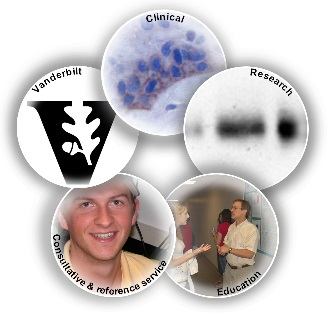 Clinical
Vanderbilt
Research
Consultative & reference service
Education